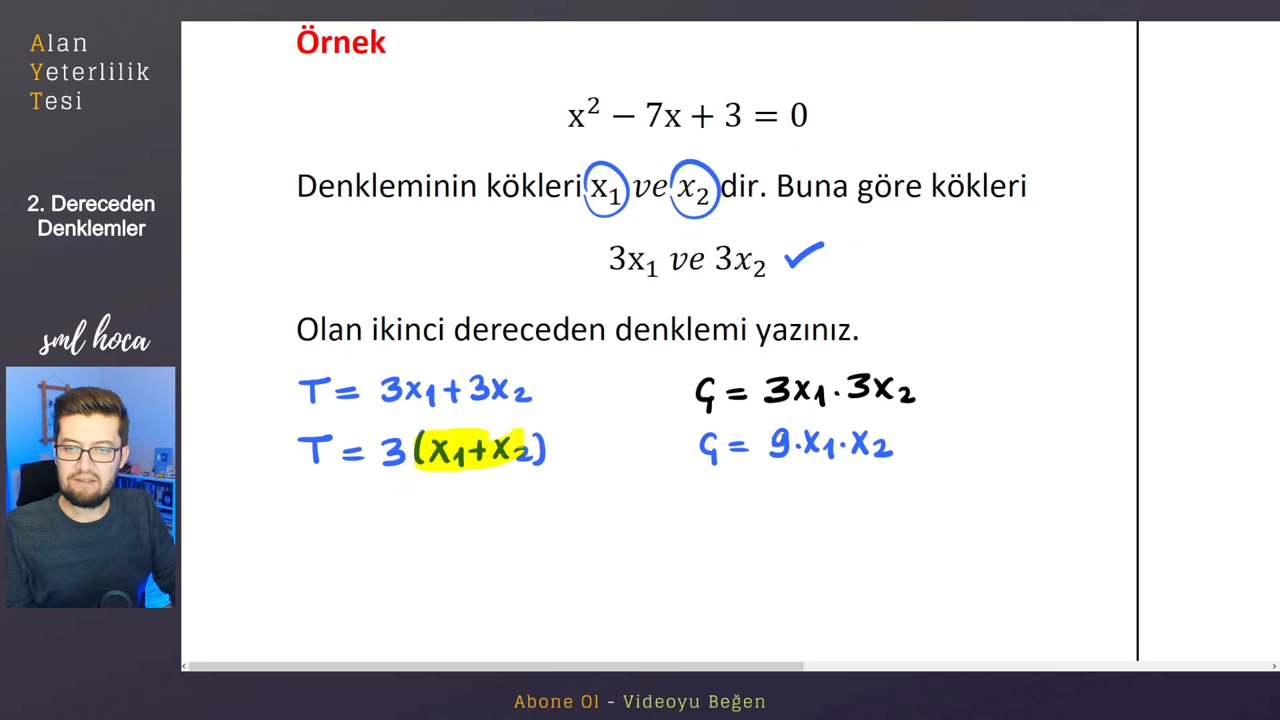 Alan
Yeterlilik
Tesi
2. Dereceden
Denklemler
sml hoca
Örnek
x² − 7x + 3 = 0
Denkleminin kökleri x₁ ve x₂ dir. Buna göre kökleri
3x₁ ve 3x₂
Olan ikinci dereceden denklemi yazınız.
T = 3x₁ + 3x₂
Ç = 3x₁ · 3x₂
T = 3 (x₁+x₂)
Ç = 9·x₁·x₂
Abone Ol - Videoyu Beğen